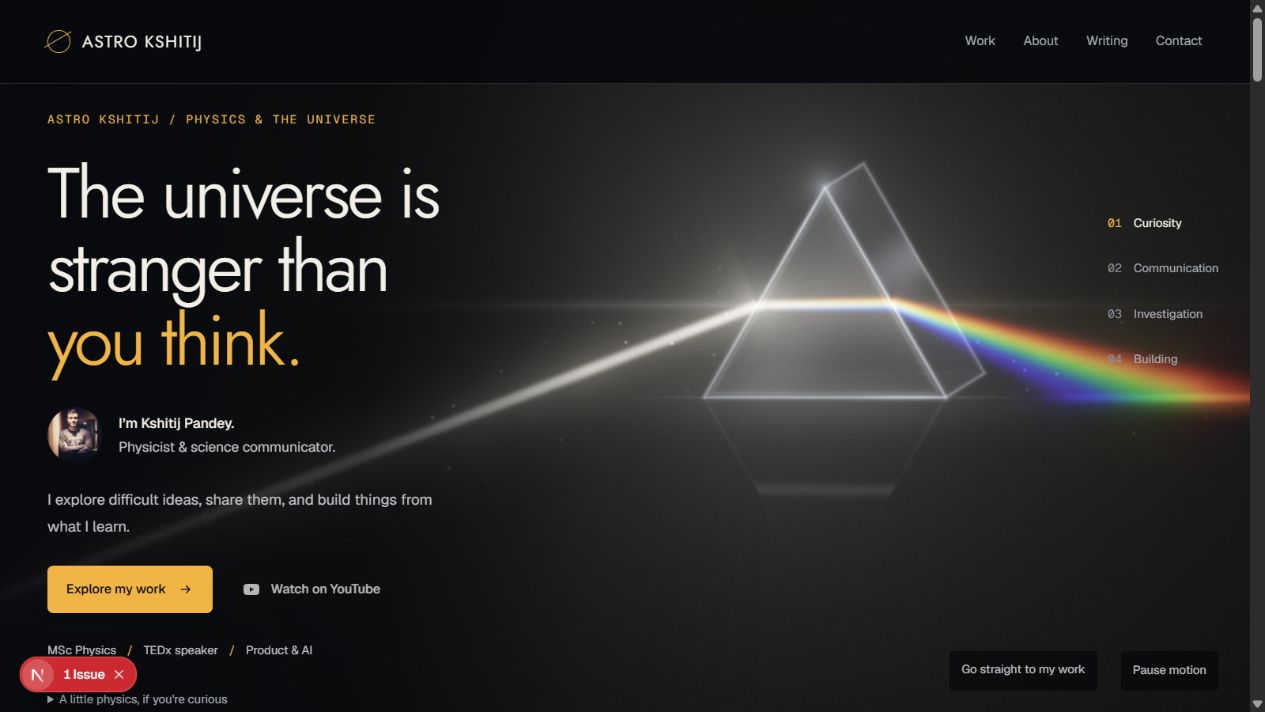 ASTRO KSHITIJ
Work
About
Writing
Contact
ASTRO KSHITIJ / PHYSICS & THE UNIVERSE
The universe is
stranger than
you think.
01 Curiosity
02 Communication
03 Investigation
04 Building
I'm Kshitij Pandey.
Physicist & science communicator.
I explore difficult ideas, share them, and build things from
what I learn.
Explore my work →
Watch on YouTube
MSc Physics / TEDx speaker / Product & AI
N 1 Issue ×
▶ A little physics, if you're curious
Go straight to my work
Pause motion